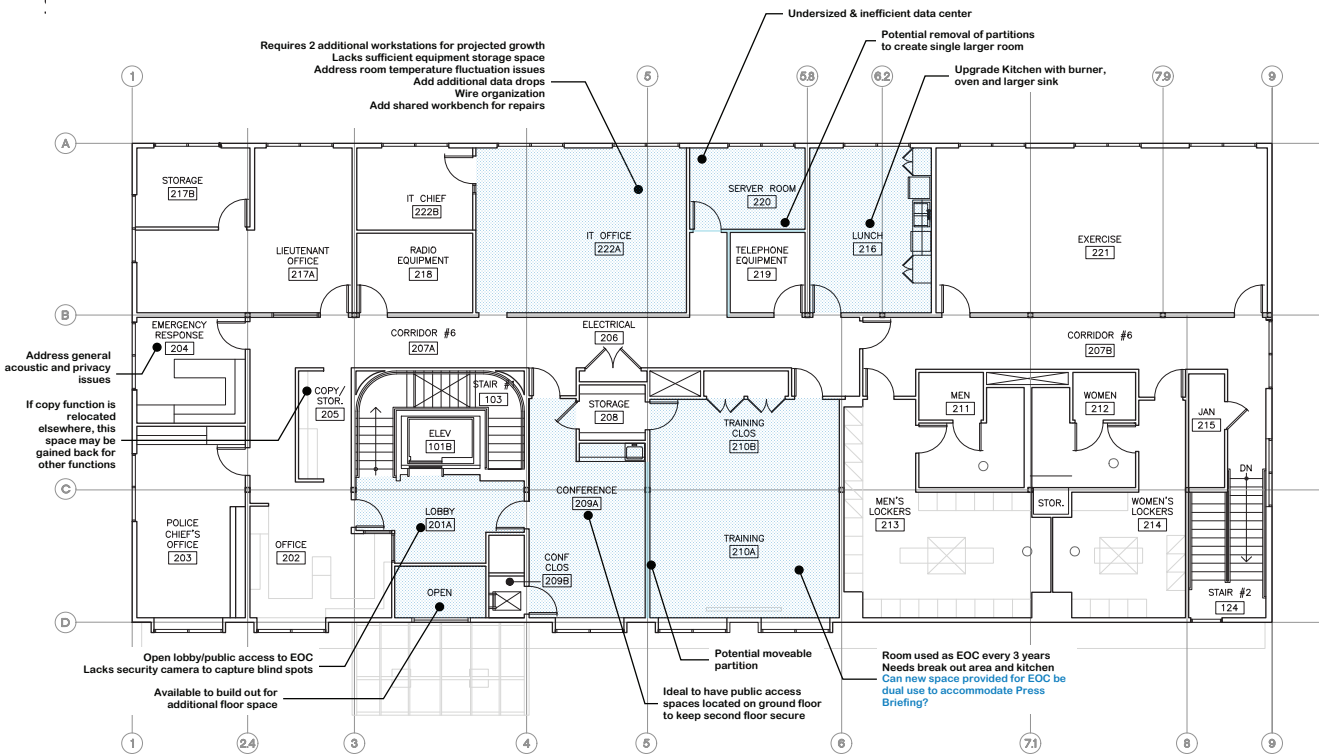 Undersized & inefficient data center
Requires 2 additional workstations for projected growth
Lacks sufficient equipment storage space
Address room temperature fluctuation issues
Add additional data drops
Wire organization
Add shared workbench for repairs
Potential removal of partitions
to create single larger room
Upgrade Kitchen with burner,
oven and larger sink
1
5
5.8
6.2
7.9
9
A
STORAGE
217B
IT CHIEF
222B
SERVER ROOM
220
LIEUTENANT
OFFICE
217A
RADIO
EQUIPMENT
218
IT OFFICE
222A
TELEPHONE
EQUIPMENT
219
LUNCH
216
EXERCISE
221
B
EMERGENCY
RESPONSE
204
CORRIDOR #6
207A
ELECTRICAL
206
CORRIDOR #6
207B
Address general
acoustic and privacy
issues
If copy function is
relocated
elsewhere, this
space may be
gained back for
other functions
COPY/
STOR.
205
STAIR #1
103
ELEV
101B
STORAGE
208
TRAINING
CLOS
210B
MEN
211
WOMEN
212
JAN
215
DN
C
POLICE
CHIEF'S
OFFICE
203
OFFICE
202
LOBBY
201A
CONFERENCE
209A
CONF
CLOS
209B
OPEN
TRAINING
210A
MEN'S
LOCKERS
213
STOR.
WOMEN'S
LOCKERS
214
STAIR #2
124
D
Open lobby/public access to EOC
Lacks security camera to capture blind spots
Available to build out for
additional floor space
Potential moveable
partition
Ideal to have public access
spaces located on ground floor
to keep second floor secure
Room used as EOC every 3 years
Needs break out area and kitchen
Can new space provided for EOC be
dual use to accommodate Press
Briefing?
1
2.4
3
4
5
6
7.1
8
9